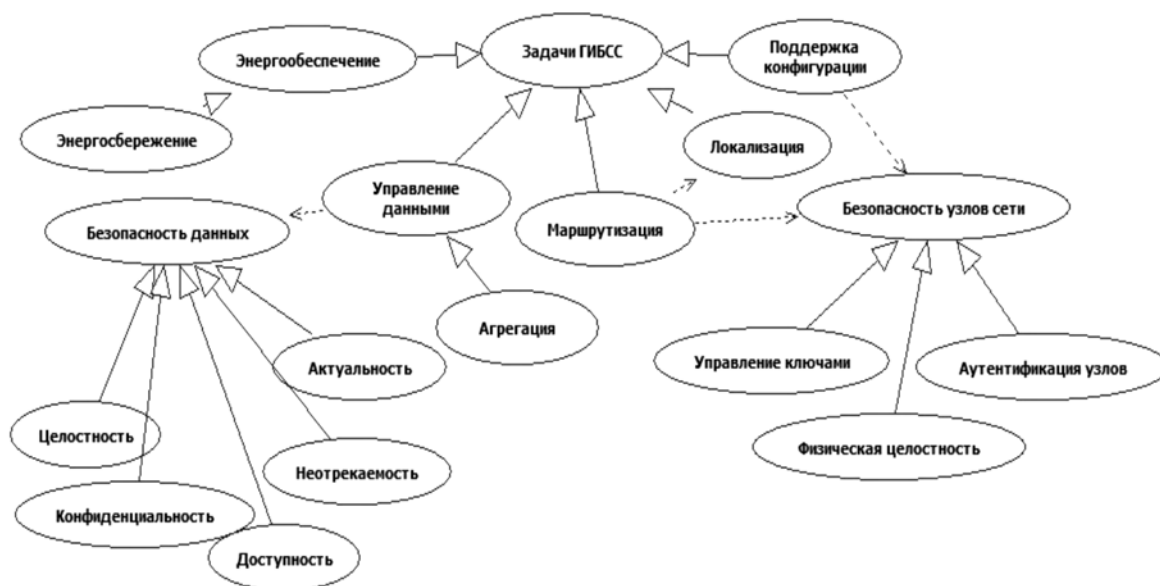 Задачи ГИБСС
Энергообеспечение
Поддержка
конфигурации
Энергосбережение
Локализация
Управление
данными
Безопасность данных
Маршрутизация
Безопасность узлов сети
Агрегация
Актуальность
Управление ключами
Аутентификация узлов
Целостность
Физическая целостность
Неотрекаемость
Конфиденциальность
Доступность